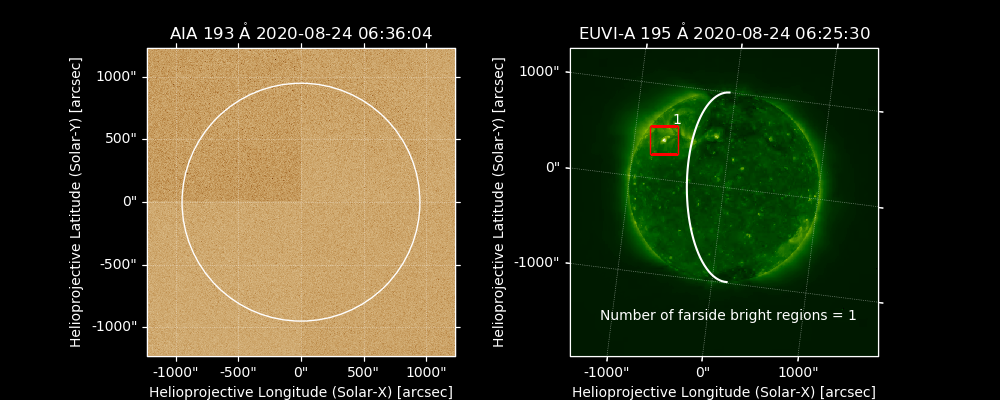 AIA 193 Å 2020-08-24 06:36:04
Helioprojective Latitude (Solar-Y) [arcsec]
1000"
500"
0"
-500"
-1000"
-1000"
-500"
0"
500"
1000"
Helioprojective Longitude (Solar-X) [arcsec]
EUVI-A 195 Å 2020-08-24 06:25:30
Helioprojective Latitude (Solar-Y) [arcsec]
1000"
0"
-1000"
1
Number of farside bright regions = 1
-1000"
0"
1000"
Helioprojective Longitude (Solar-X) [arcsec]